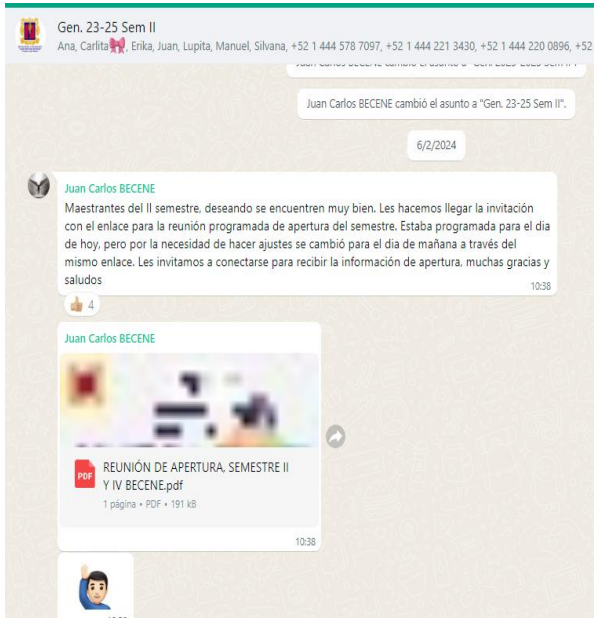 Gen. 23-25 Sem II
Ana, Carlita🎀, Erika, Juan, Lupita, Manuel, Silvana, +52 1 444 578 7097, +52 1 444 221 3430, +52 1 444 220 0896, +52
Juan Carlos BECENE cambió el asunto a "Gen. 23-25 Sem II".
6/2/2024
Juan Carlos BECENE
Maestrantes del II semestre, deseando se encuentren muy bien. Les hacemos llegar la invitación
con el enlace para la reunión programada de apertura del semestre. Estaba programada para el dia
de hoy, pero por la necesidad de hacer ajustes se cambió para el dia de mañana a través del
mismo enlace. Les invitamos a conectarse para recibir la información de apertura, muchas gracias y
saludos
10:38
4
Juan Carlos BECENE
PDF
REUNIÓN DE APERTURA, SEMESTRE II
Y IV BECENE.pdf
1 página • PDF • 191 kB
10:38